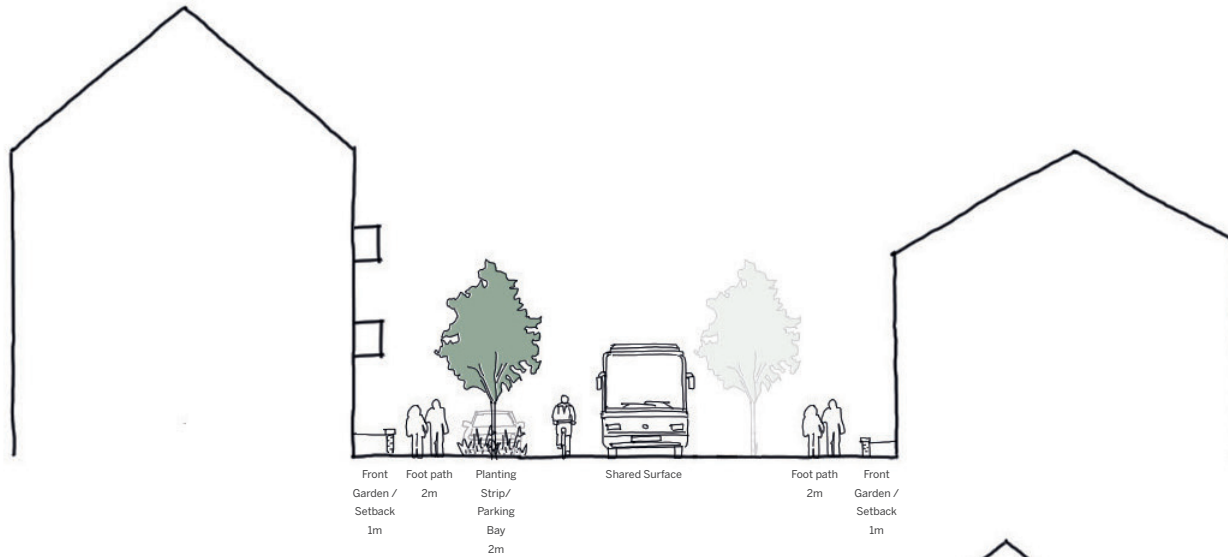 Front
Garden /
Setback
1m
Foot path
2m
Planting
Strip/
Parking
Bay
2m
Shared Surface
Foot path
2m
Front
Garden /
Setback
1m